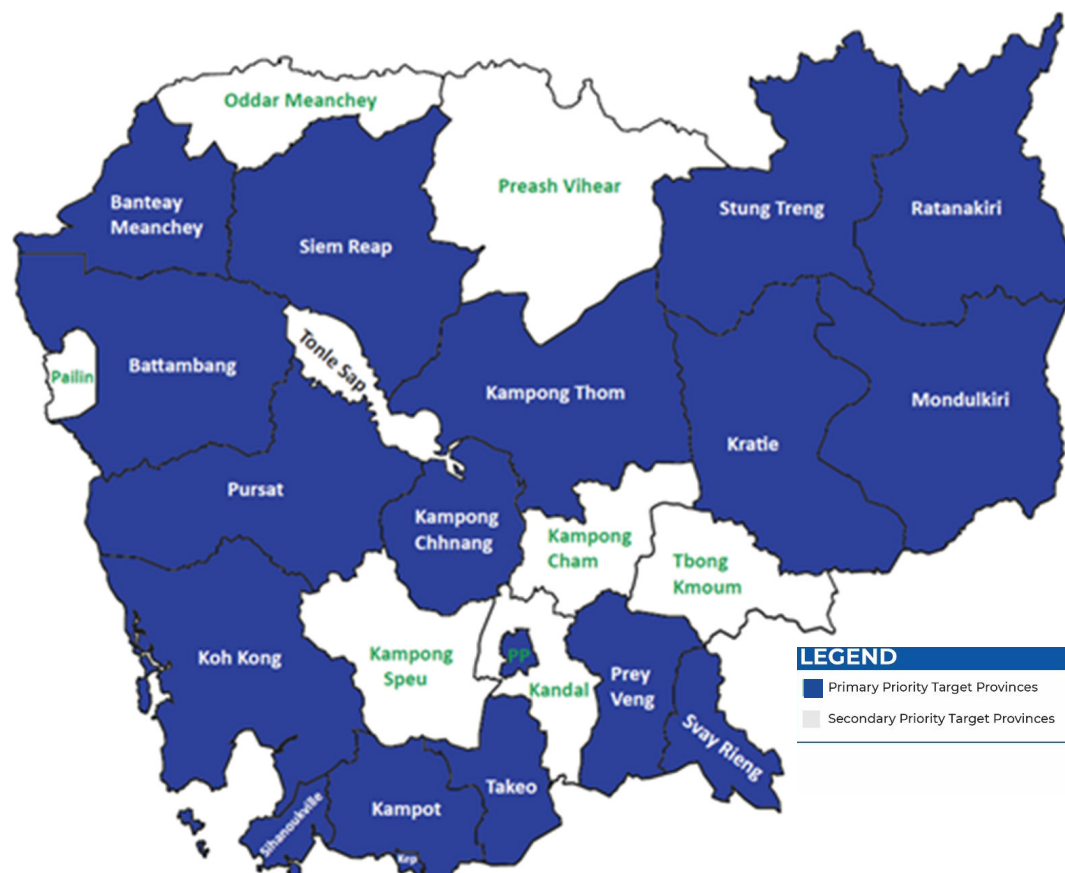 Oddar Meanchey
Preash Vihear
Banteay
Meanchey
Siem Reap
Stung Treng
Ratanakiri
Pailin
Battambang
Tonle Sap
Kampong Thom
Mondulkiri
Kratie
Pursat
Kampong
Chhnang
Kampong
Cham
Tbong
Kmoum
Koh Kong
Kampong
Speu
PP
Kandal
Prey
Veng
Svay Rieng
Takeo
Kampot
Sihanoukville
Kep
LEGEND
Primary Priority Target Provinces
Secondary Priority Target Provinces